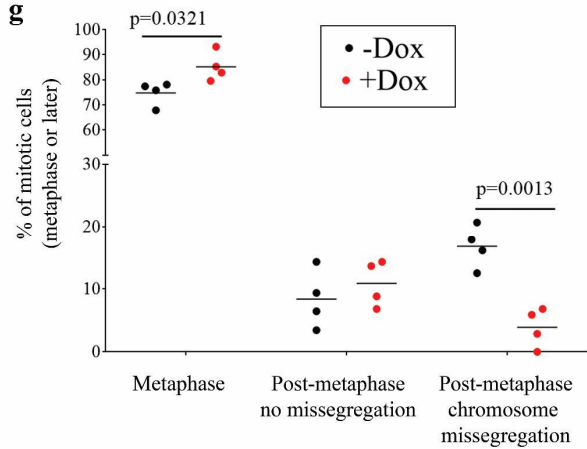 g
p=0.0321
-Dox
+Dox
% of mitotic cells
(metaphase or later)
100
90
80
70
60
30
20
10
0
p=0.0013
Metaphase
Post-metaphase
no missegregation
Post-metaphase
chromosome
missegregation